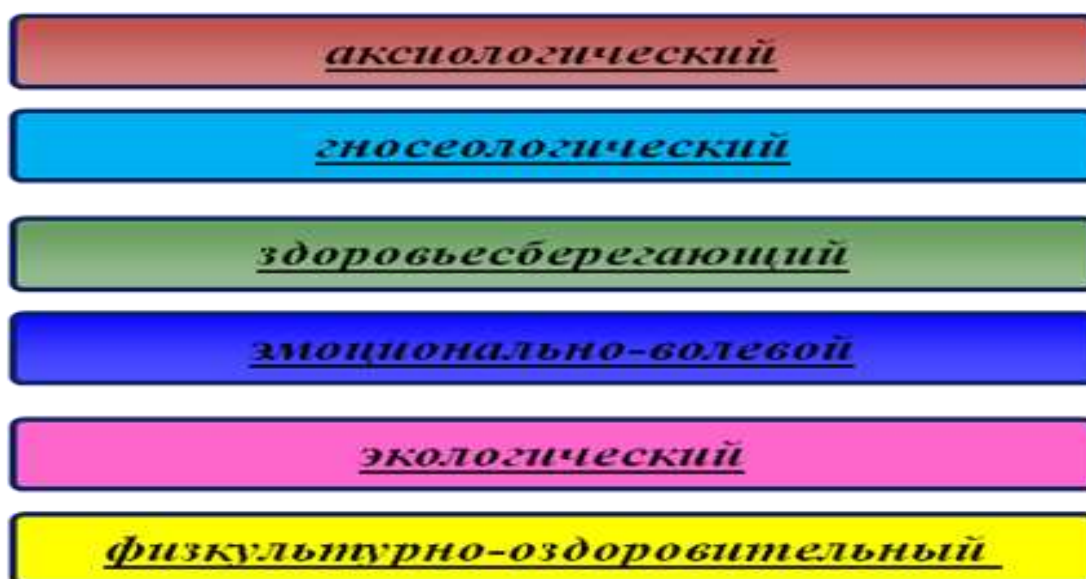 аксиологический
гносеологический
здоровьесберегающий
эмоционально-волевой
экологический
физкультурно-оздоровительный